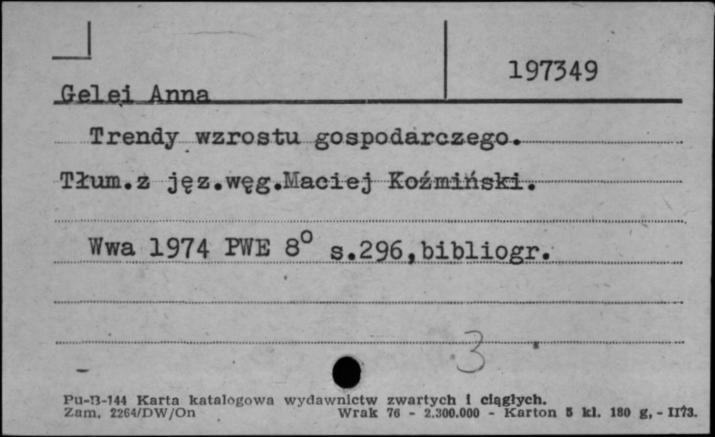 197349
Gelei Anna
Trendy wzrostu gospodarczego.
Tłum.z jęz.węg.Maciej Koźmiński.
Wwa 1974 PWE 8° s.296,bibliogr.
3
Pu-B-144 Karta katalogowa wydawnictw zwartych i ciągłych.
Zam. 2264/DW/On Wrak 76 - 2.300.000 - Karton 5 kl. 180 g, - II73.